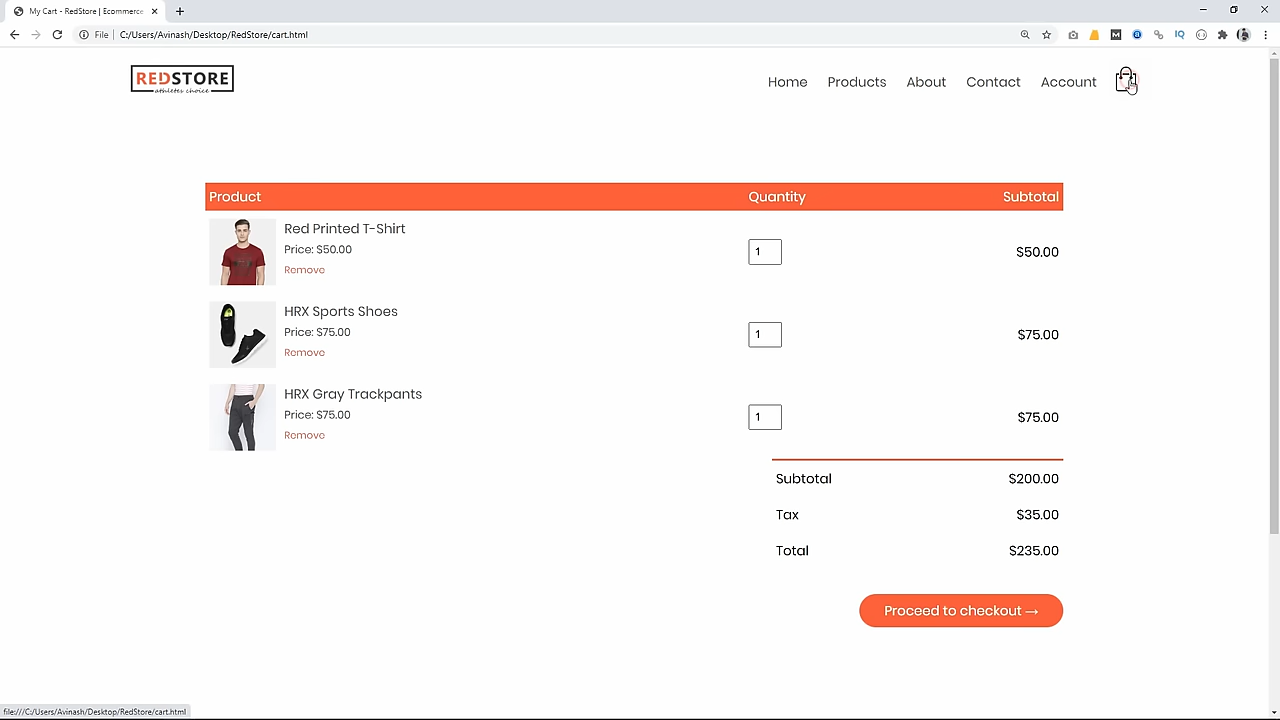 My Cart - RedStore | Ecommerce
File | C:/Users/Avinash/Desktop/RedStore/cart.html
REDSTORE
athletes choice
Home Products About Contact Account
Product Quantity Subtotal
Red Printed T-Shirt
Price: $50.00
Remove
1 $50.00
HRX Sports Shoes
Price: $75.00
Remove
1 $75.00
HRX Gray Trackpants
Price: $75.00
Remove
1 $75.00
Subtotal $200.00
Tax $35.00
Total $235.00
Proceed to checkout →
file:///C:/Users/Avinash/Desktop/RedStore/cart.html